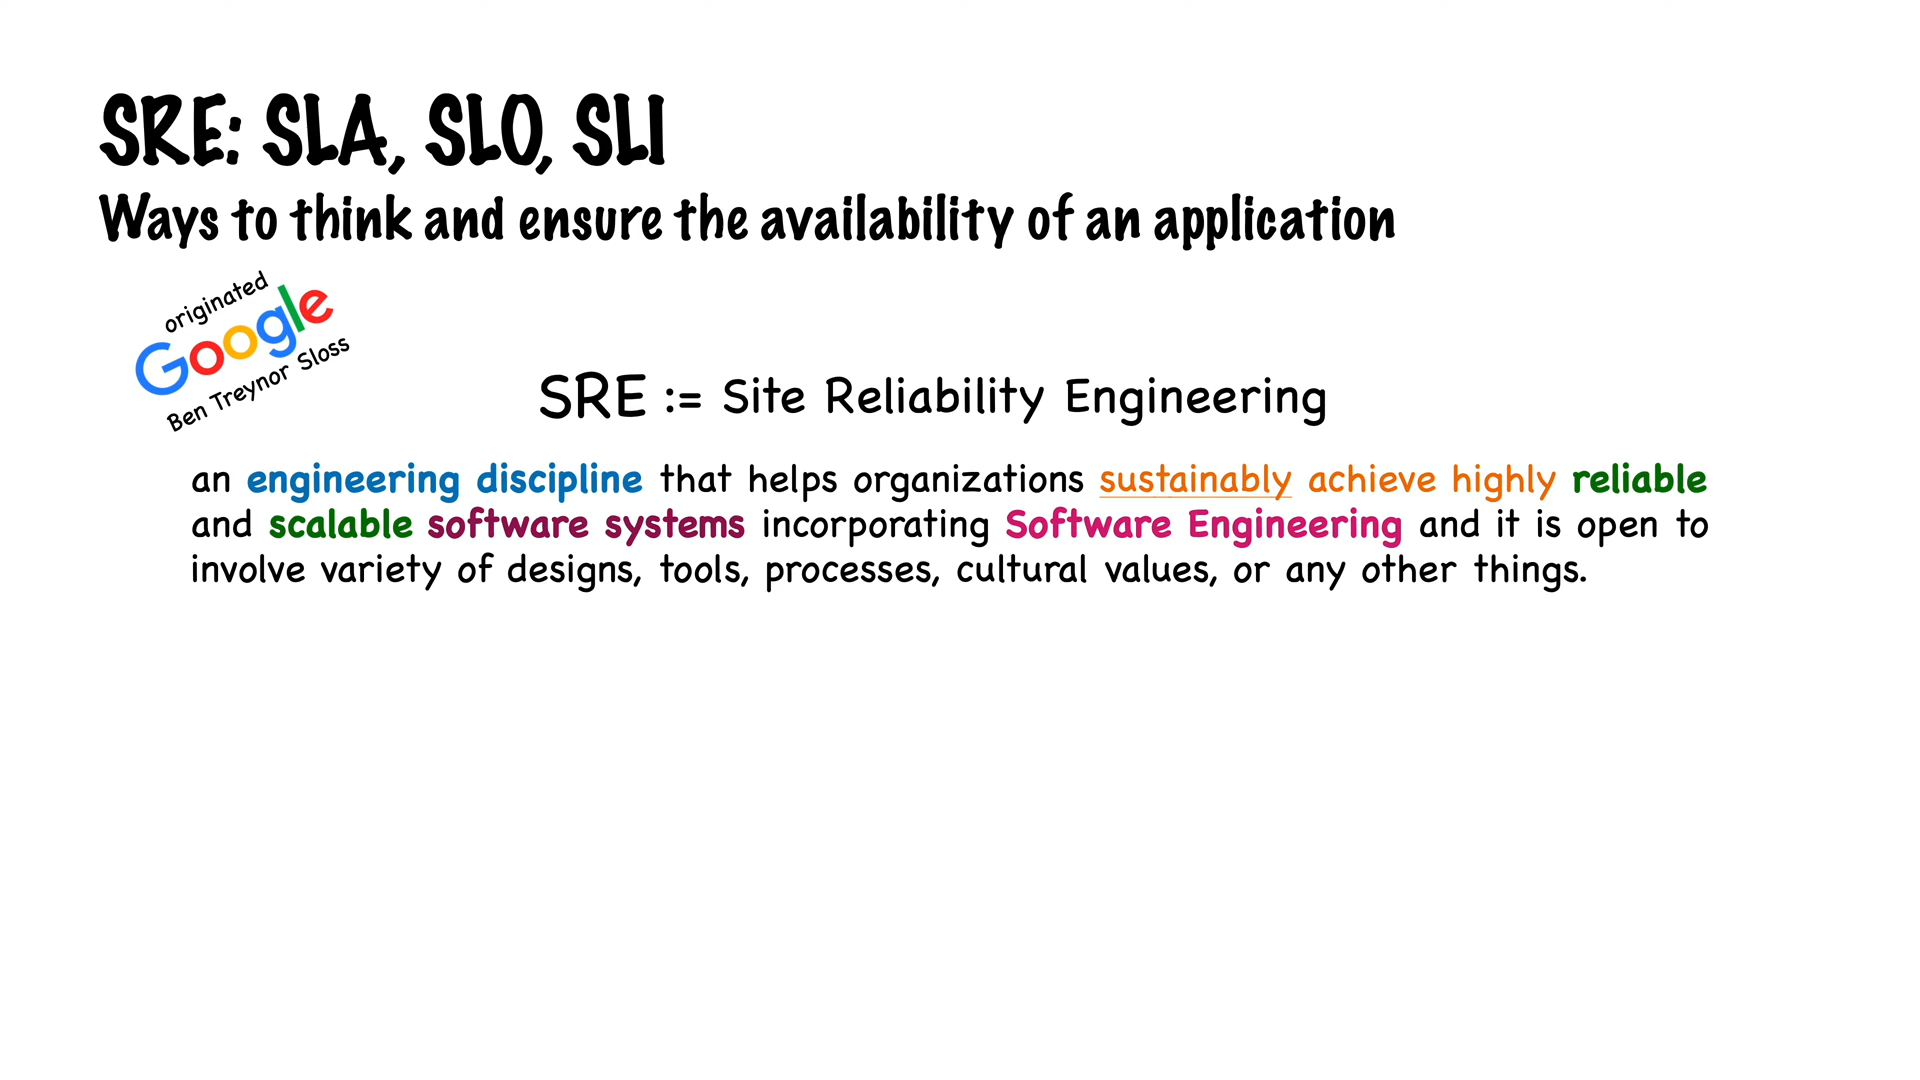 SRE: SLA, SLO, SLI
Ways to think and ensure the availability of an application
originated
Google
Ben Treynor Sloss
SRE := Site Reliability Engineering
an engineering discipline that helps organizations sustainably achieve highly reliable
and scalable software systems incorporating Software Engineering and it is open to
involve variety of designs, tools, processes, cultural values, or any other things.